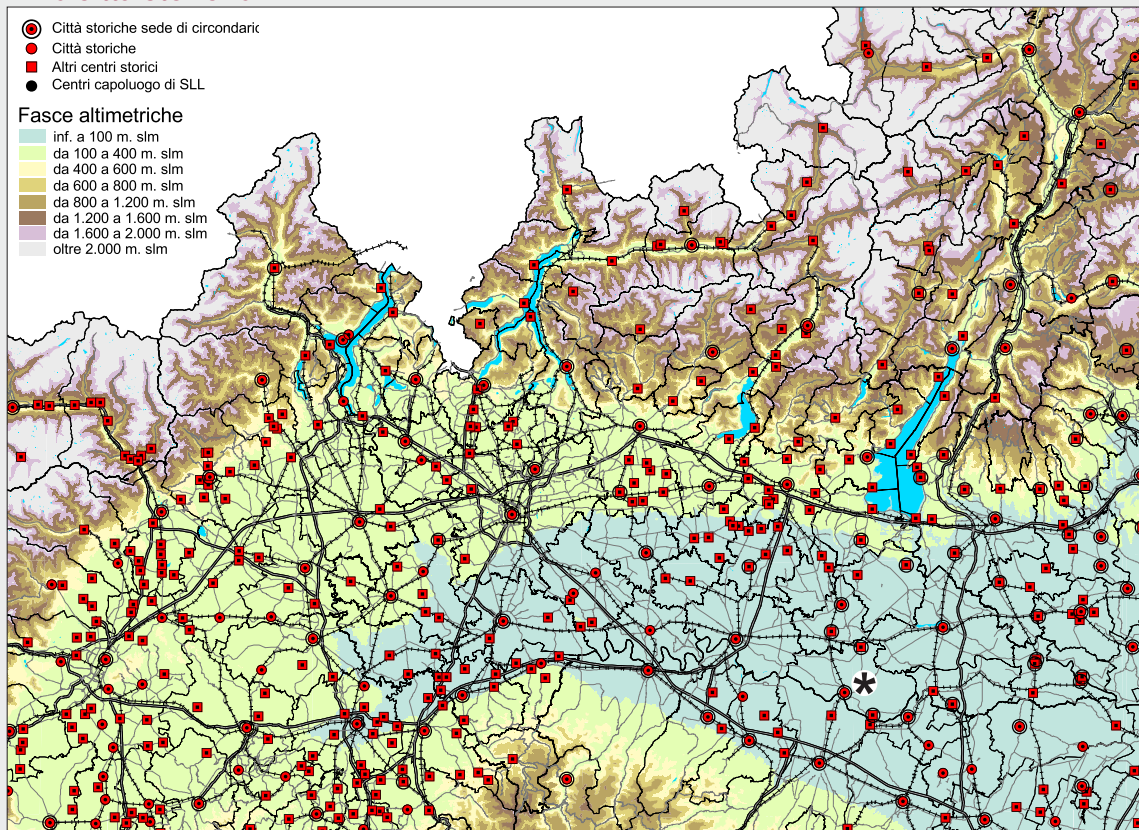 Città storiche sede di circondaric
Città storiche
Altri centri storici
Centri capoluogo di SLL
Fasce altimetriche
inf. a 100 m. slm
da 100 a 400 m. slm
da 400 a 600 m. slm
da 600 a 800 m. slm
da 800 a 1.200 m. slm
da 1.200 a 1.600 m. slm
da 1.600 a 2.000 m. slm
oltre 2.000 m. slm
*